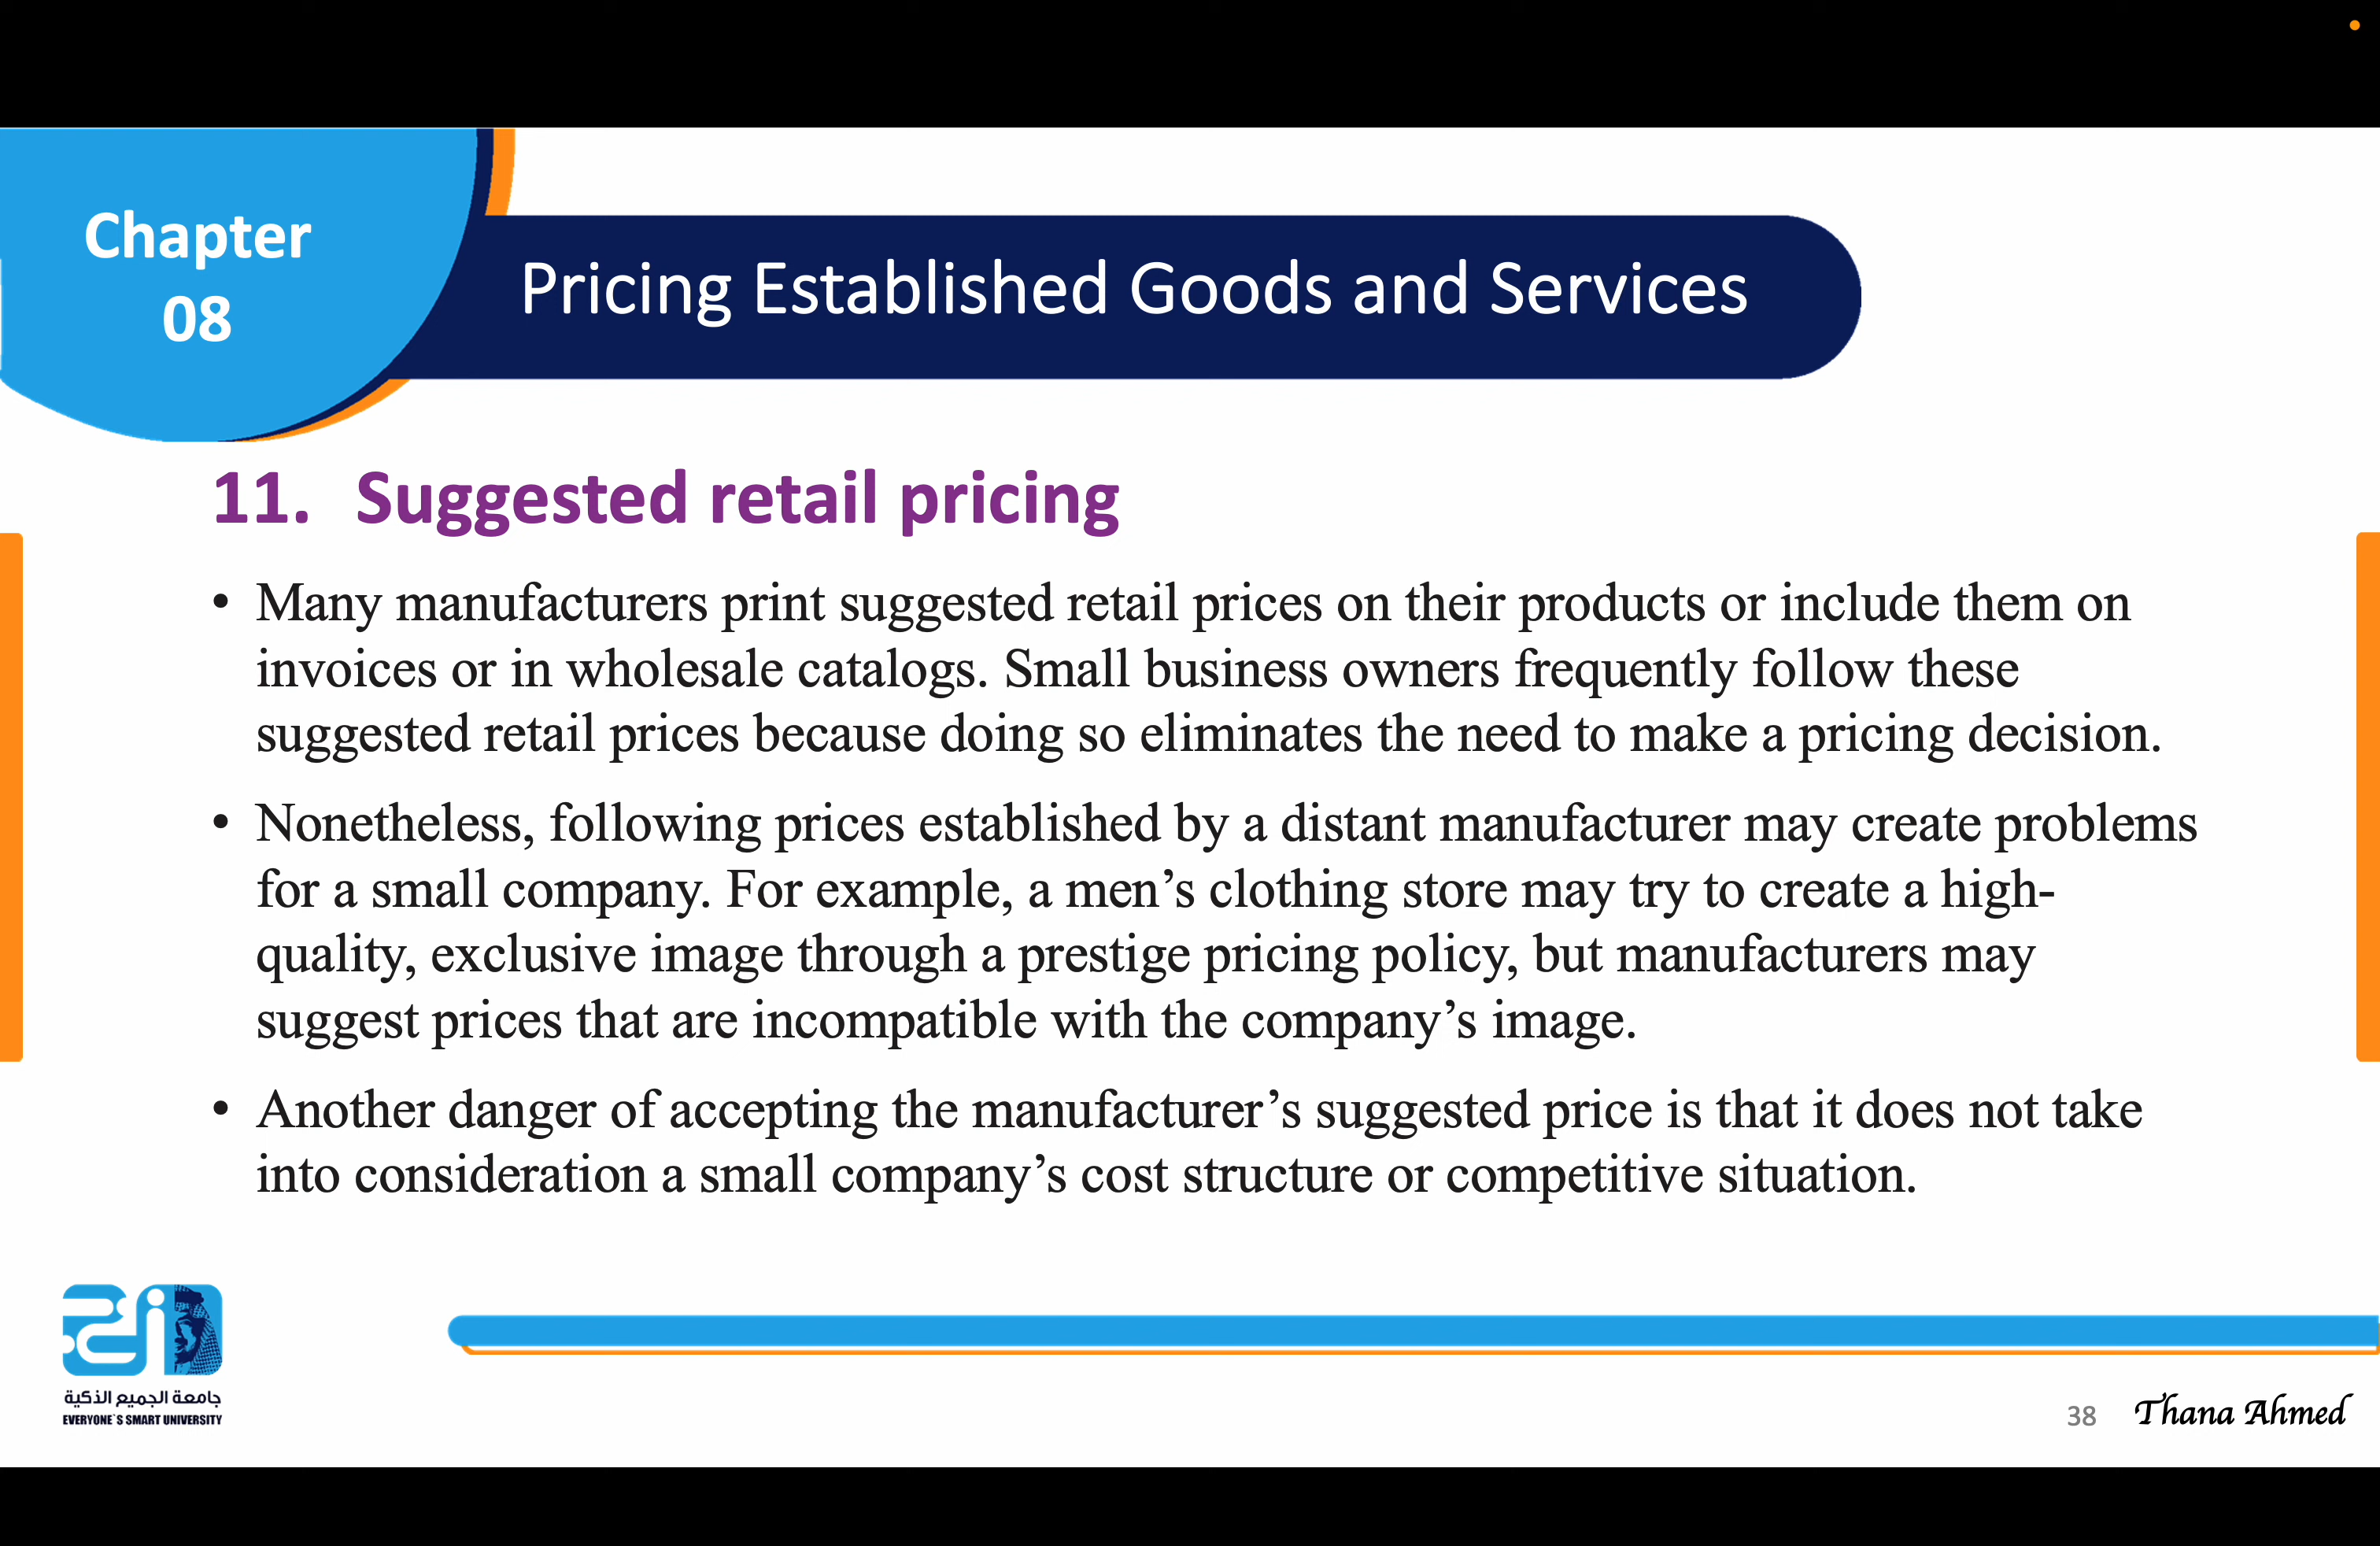 Chapter
08
Pricing Established Goods and Services
11. Suggested retail pricing
• Many manufacturers print suggested retail prices on their products or include them on
invoices or in wholesale catalogs. Small business owners frequently follow these
suggested retail prices because doing so eliminates the need to make a pricing decision.
• Nonetheless, following prices established by a distant manufacturer may create problems
for a small company. For example, a men’s clothing store may try to create a high-
quality, exclusive image through a prestige pricing policy, but manufacturers may
suggest prices that are incompatible with the company’s image.
• Another danger of accepting the manufacturer’s suggested price is that it does not take
into consideration a small company’s cost structure or competitive situation.
جامعة الجميع الذكية
EVERYONE`S SMART UNIVERSITY
38
Thana Ahmed